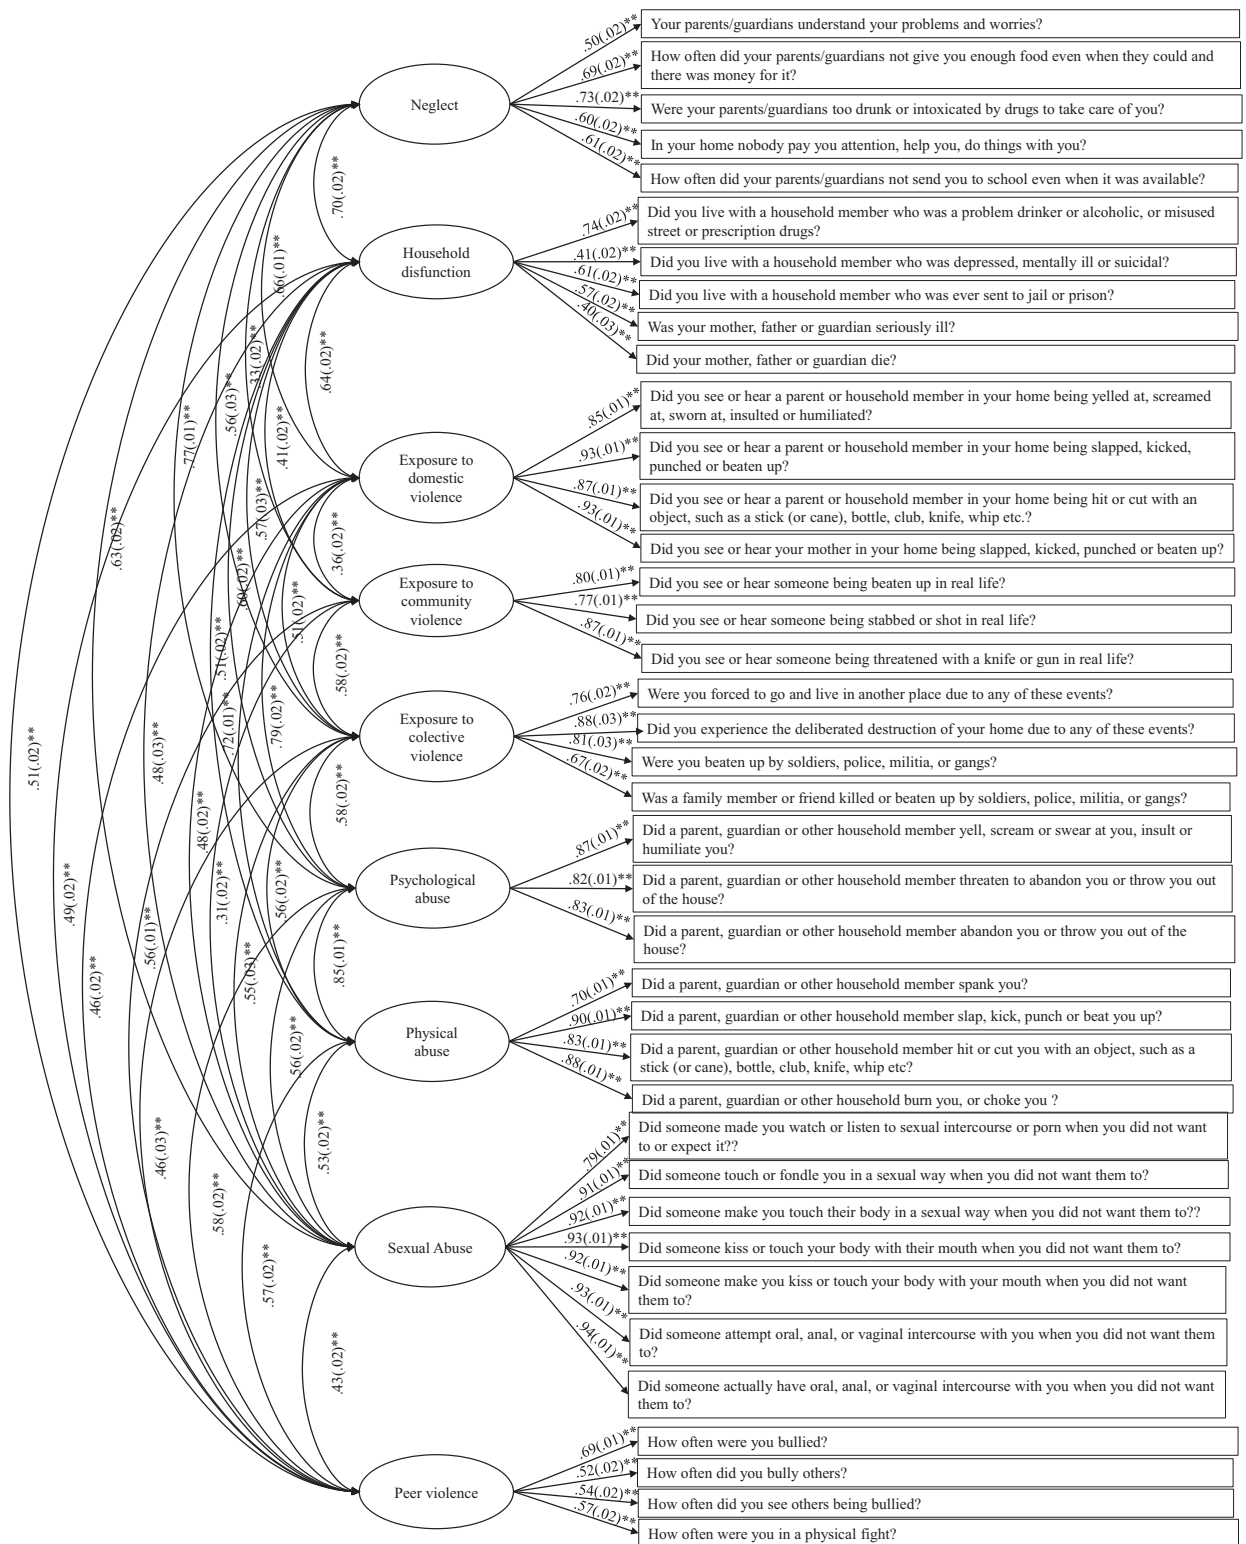 .50(.02)**
Your parents/guardians understand your problems and worries?
.69(.02)**
How often did your parents/guardians not give you enough food even when they could and
there was money for it?
Neglect
.73(.02)**
Were your parents/guardians too drunk or intoxicated by drugs to take care of you?
.60(.02)**
In your home nobody pay you attention, help you, do things with you?
.61(.02)**
How often did your parents/guardians not send you to school even when it was available?
.70(.02)**
.74(.02)**
Did you live with a household member who was a problem drinker or alcoholic, or misused
street or prescription drugs?
Household
disfunction
.41(.02)**
Did you live with a household member who was depressed, mentally ill or suicidal?
.61(.02)**
Did you live with a household member who was ever sent to jail or prison?
.57(.02)**
Was your mother, father or guardian seriously ill?
.40(.03)**
Did your mother, father or guardian die?
.66(.01)**
.33(.02)**
.64(.02)**
.56(.03)**
.77(.01)**
.41(.02)**
.85(.01)**
Did you see or hear a parent or household member in your home being yelled at, screamed
at, sworn at, insulted or humiliated?
Exposure to
domestic
violence
.93(.01)**
Did you see or hear a parent or household member in your home being slapped, kicked,
punched or beaten up?
.87(.01)**
Did you see or hear a parent or household member in your home being hit or cut with an
object, such as a stick (or cane), bottle, club, knife, whip etc.?
.93(.01)**
Did you see or hear your mother in your home being slapped, kicked, punched or beaten up?
.57(.03)**
.63(.02)**
.36(.02)**
.60(.02)**
.51(.02)**
Exposure to
community
violence
.80(.01)**
Did you see or hear someone being beaten up in real life?
.77(.01)**
Did you see or hear someone being stabbed or shot in real life?
.87(.01)**
Did you see or hear someone being threatened with a knife or gun in real life?
.51(.02)**
.58(.02)**
.72(.01)**
.79(.02)**
.48(.03)**
.51(.02)**
Exposure to
colective
violence
.76(.02)**
Were you forced to go and live in another place due to any of these events?
.88(.03)**
Did you experience the deliberated destruction of your home due to any of these events?
.81(.03)**
Were you beaten up by soldiers, police, militia, or gangs?
.67(.02)**
Was a family member or friend killed or beaten up by soldiers, police, militia, or gangs?
.58(.02)**
.48(.02)**
.31(.02)**
.56(.02)**
.49(.02)**
Psychological
abuse
.87(.01)**
Did a parent, guardian or other household member yell, scream or swear at you, insult or
humiliate you?
.82(.01)**
Did a parent, guardian or other household member threaten to abandon you or throw you out
of the house?
.83(.01)**
Did a parent, guardian or other household member abandon you or throw you out of the
house?
.56(.01)**
.85(.01)**
.55(.03)**
.46(.02)**
.56(.02)**
Physical
abuse
.70(.01)**
Did a parent, guardian or other household member spank you?
.90(.01)**
Did a parent, guardian or other household member slap, kick, punch or beat you up?
.83(.01)**
Did a parent, guardian or other household member hit or cut you with an object, such as a
stick (or cane), bottle, club, knife, whip etc?
.88(.01)**
Did a parent, guardian or other household burn you, or choke you ?
.46(.03)**
.53(.02)**
.58(.02)**
.57(.02)**
Sexual Abuse
.79(.01)**
Did someone made you watch or listen to sexual intercourse or porn when you did not want
to or expect it??
.91(.01)**
Did someone touch or fondle you in a sexual way when you did not want them to?
.92(.01)**
Did someone make you touch their body in a sexual way when you did not want them to??
.93(.01)**
Did someone kiss or touch your body with their mouth when you did not want them to?
.92(.01)**
Did someone make you kiss or touch your body with your mouth when you did not want
them to?
.93(.01)**
Did someone attempt oral, anal, or vaginal intercourse with you when you did not want them
to?
.94(.01)**
Did someone actually have oral, anal, or vaginal intercourse with you when you did not want
them to?
.43(.02)**
Peer violence
.69(.01)**
How often were you bullied?
.52(.02)**
How often did you bully others?
.54(.02)**
How often did you see others being bullied?
.57(.02)**
How often were you in a physical fight?